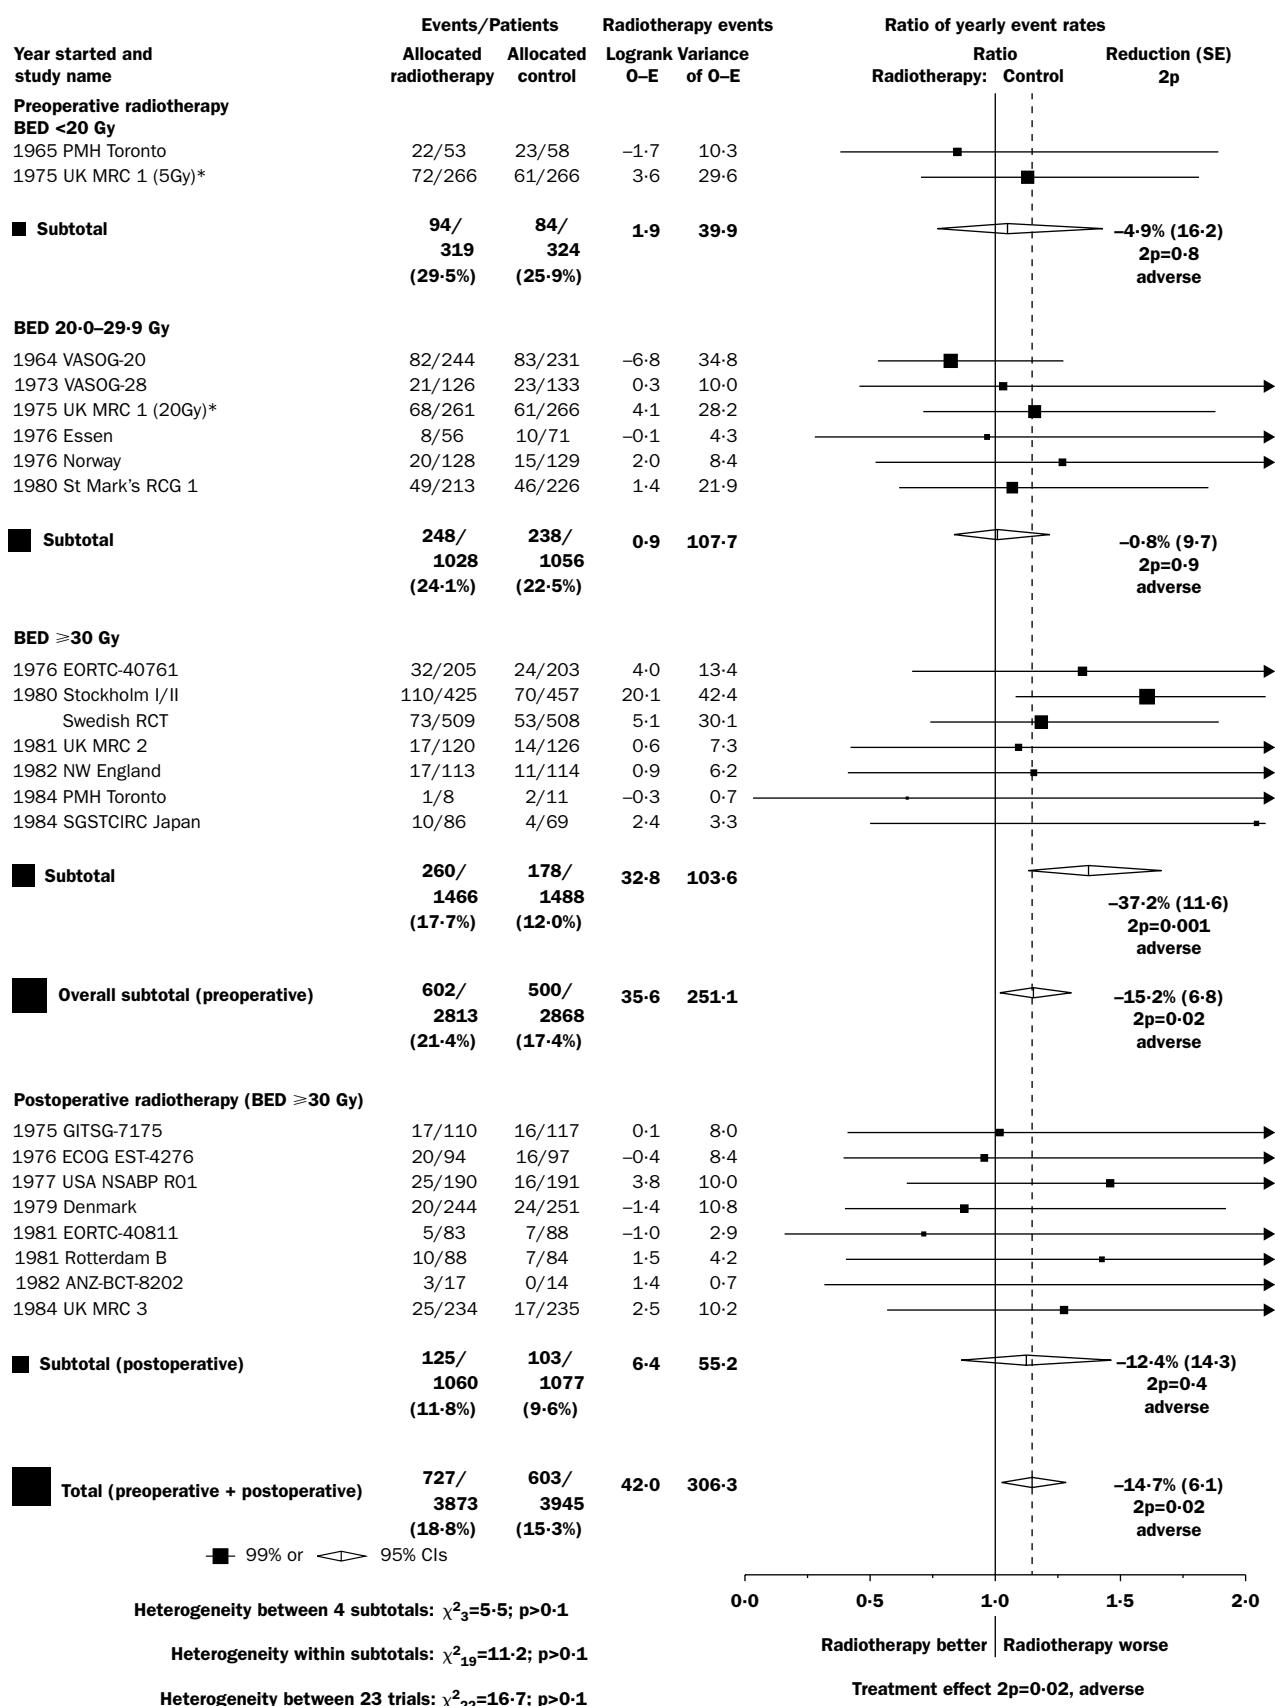 Events/Patients Radiotherapy events Ratio of yearly event rates
Year started and Allocated Allocated Logrank Variance Ratio Reduction (SE)
study name radiotherapy control O–E of O–E Radiotherapy: Control 2p
Preoperative radiotherapy
BED <20 Gy
1965 PMH Toronto 22/53 23/58 –1·7 10·3
1975 UK MRC 1 (5Gy)* 72/266 61/266 3·6 29·6
Subtotal 94/ 84/ 1·9 39·9 –4·9% (16·2)
319 324 2p=0·8
(29·5%) (25·9%) adverse
BED 20·0–29·9 Gy
1964 VASOG-20 82/244 83/231 –6·8 34·8
1973 VASOG-28 21/126 23/133 0·3 10·0
1975 UK MRC 1 (20Gy)* 68/261 61/266 4·1 28·2
1976 Essen 8/56 10/71 –0·1 4·3
1976 Norway 20/128 15/129 2·0 8·4
1980 St Mark's RCG 1 49/213 46/226 1·4 21·9
Subtotal 248/ 238/ 0·9 107·7 –0·8% (9·7)
1028 1056 2p=0·9
(24·1%) (22·5%) adverse
BED ⩾30 Gy
1976 EORTC-40761 32/205 24/203 4·0 13·4
1980 Stockholm I/II 110/425 70/457 20·1 42·4
Swedish RCT 73/509 53/508 5·1 30·1
1981 UK MRC 2 17/120 14/126 0·6 7·3
1982 NW England 17/113 11/114 0·9 6·2
1984 PMH Toronto 1/8 2/11 –0·3 0·7
1984 SGSTCIRC Japan 10/86 4/69 2·4 3·3
Subtotal 260/ 178/ 32·8 103·6
1466 1488 –37·2% (11·6)
(17·7%) (12·0%) 2p=0·001
adverse
Overall subtotal (preoperative) 602/ 500/ 35·6 251·1 –15·2% (6·8)
2813 2868 2p=0·02
(21·4%) (17·4%) adverse
Postoperative radiotherapy (BED ⩾30 Gy)
1975 GITSG-7175 17/110 16/117 0·1 8·0
1976 ECOG EST-4276 20/94 16/97 –0·4 8·4
1977 USA NSABP R01 25/190 16/191 3·8 10·0
1979 Denmark 20/244 24/251 –1·4 10·8
1981 EORTC-40811 5/83 7/88 –1·0 2·9
1981 Rotterdam B 10/88 7/84 1·5 4·2
1982 ANZ-BCT-8202 3/17 0/14 1·4 0·7
1984 UK MRC 3 25/234 17/235 2·5 10·2
Subtotal (postoperative) 125/ 103/ 6·4 55·2 –12·4% (14·3)
1060 1077 2p=0·4
(11·8%) (9·6%) adverse
Total (preoperative + postoperative) 727/ 603/ 42·0 306·3 –14·7% (6·1)
3873 3945 2p=0·02
(18·8%) (15·3%) adverse
99% or 95% CIs
0·0 0·5 1·0 1·5 2·0
Heterogeneity between 4 subtotals: χ²₃=5·5; p>0·1
Radiotherapy better Radiotherapy worse
Heterogeneity within subtotals: χ²₁₉=11·2; p>0·1
Treatment effect 2p=0·02, adverse
Heterogeneity between 23 trials: χ²₂₂=16·7; p>0·1